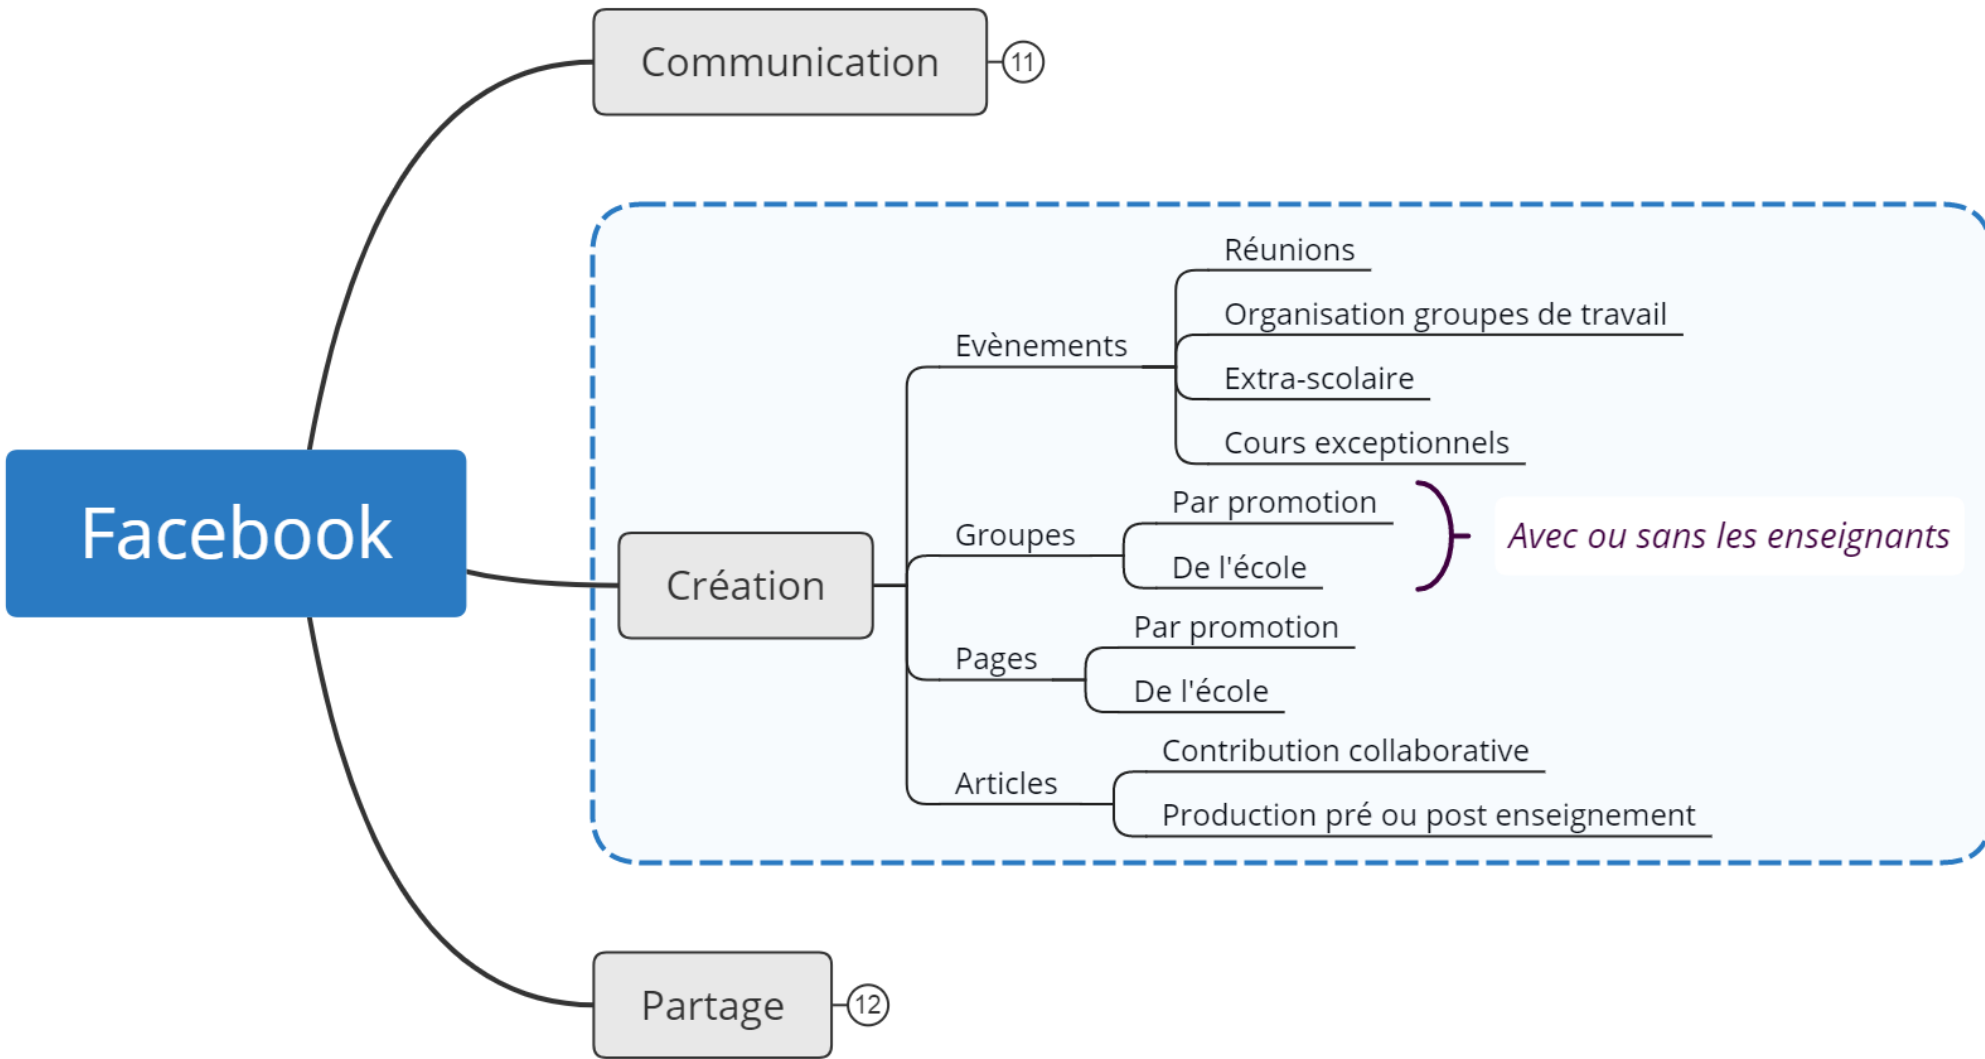 Communication
11
Réunions
Organisation groupes de travail
Evènements
Extra-scolaire
Cours exceptionnels
Par promotion
Groupes
Avec ou sans les enseignants
De l'école
Facebook
Création
Par promotion
Pages
De l'école
Contribution collaborative
Articles
Production pré ou post enseignement
Partage
12